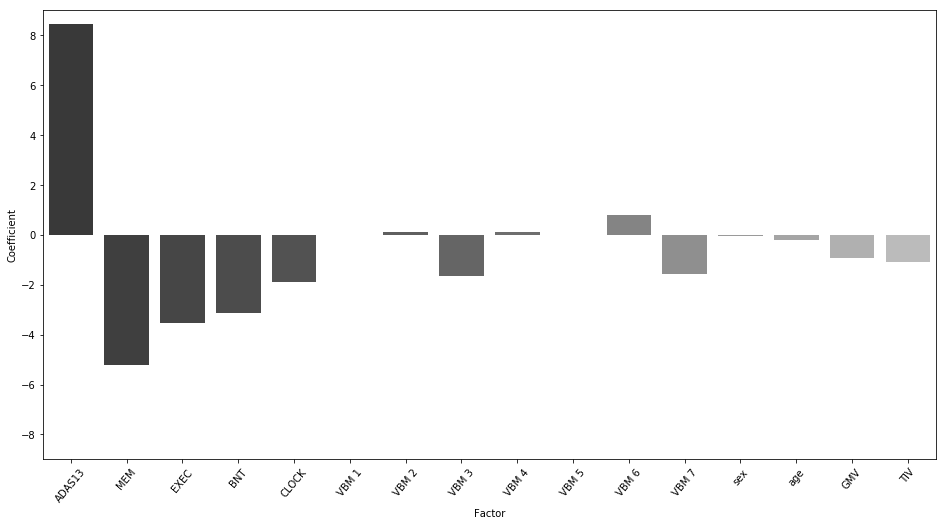 Coefficient
8
6
4
2
0
−2
−4
−6
−8
ADAS13
MEM
EXEC
BNT
CLOCK
VBM 1
VBM 2
VBM 3
VBM 4
VBM 5
VBM 6
VBM 7
sex
age
GMV
TIV
Factor